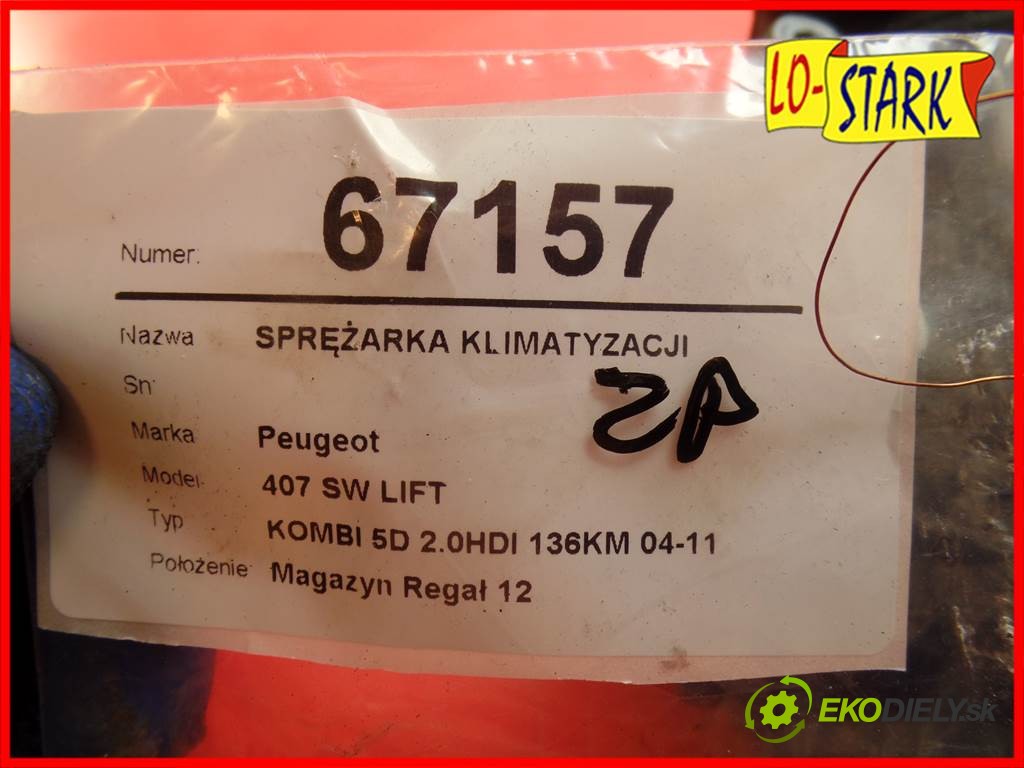 LO-STARK
Numer: 67157
Nazwa SPRĘŻARKA KLIMATYZACJI
Sn:
Marka Peugeot
Model: 407 SW LIFT
Typ KOMBI 5D 2.0HDI 136KM 04-11
Położenie: Magazyn Regał 12
EKODIELY.sk